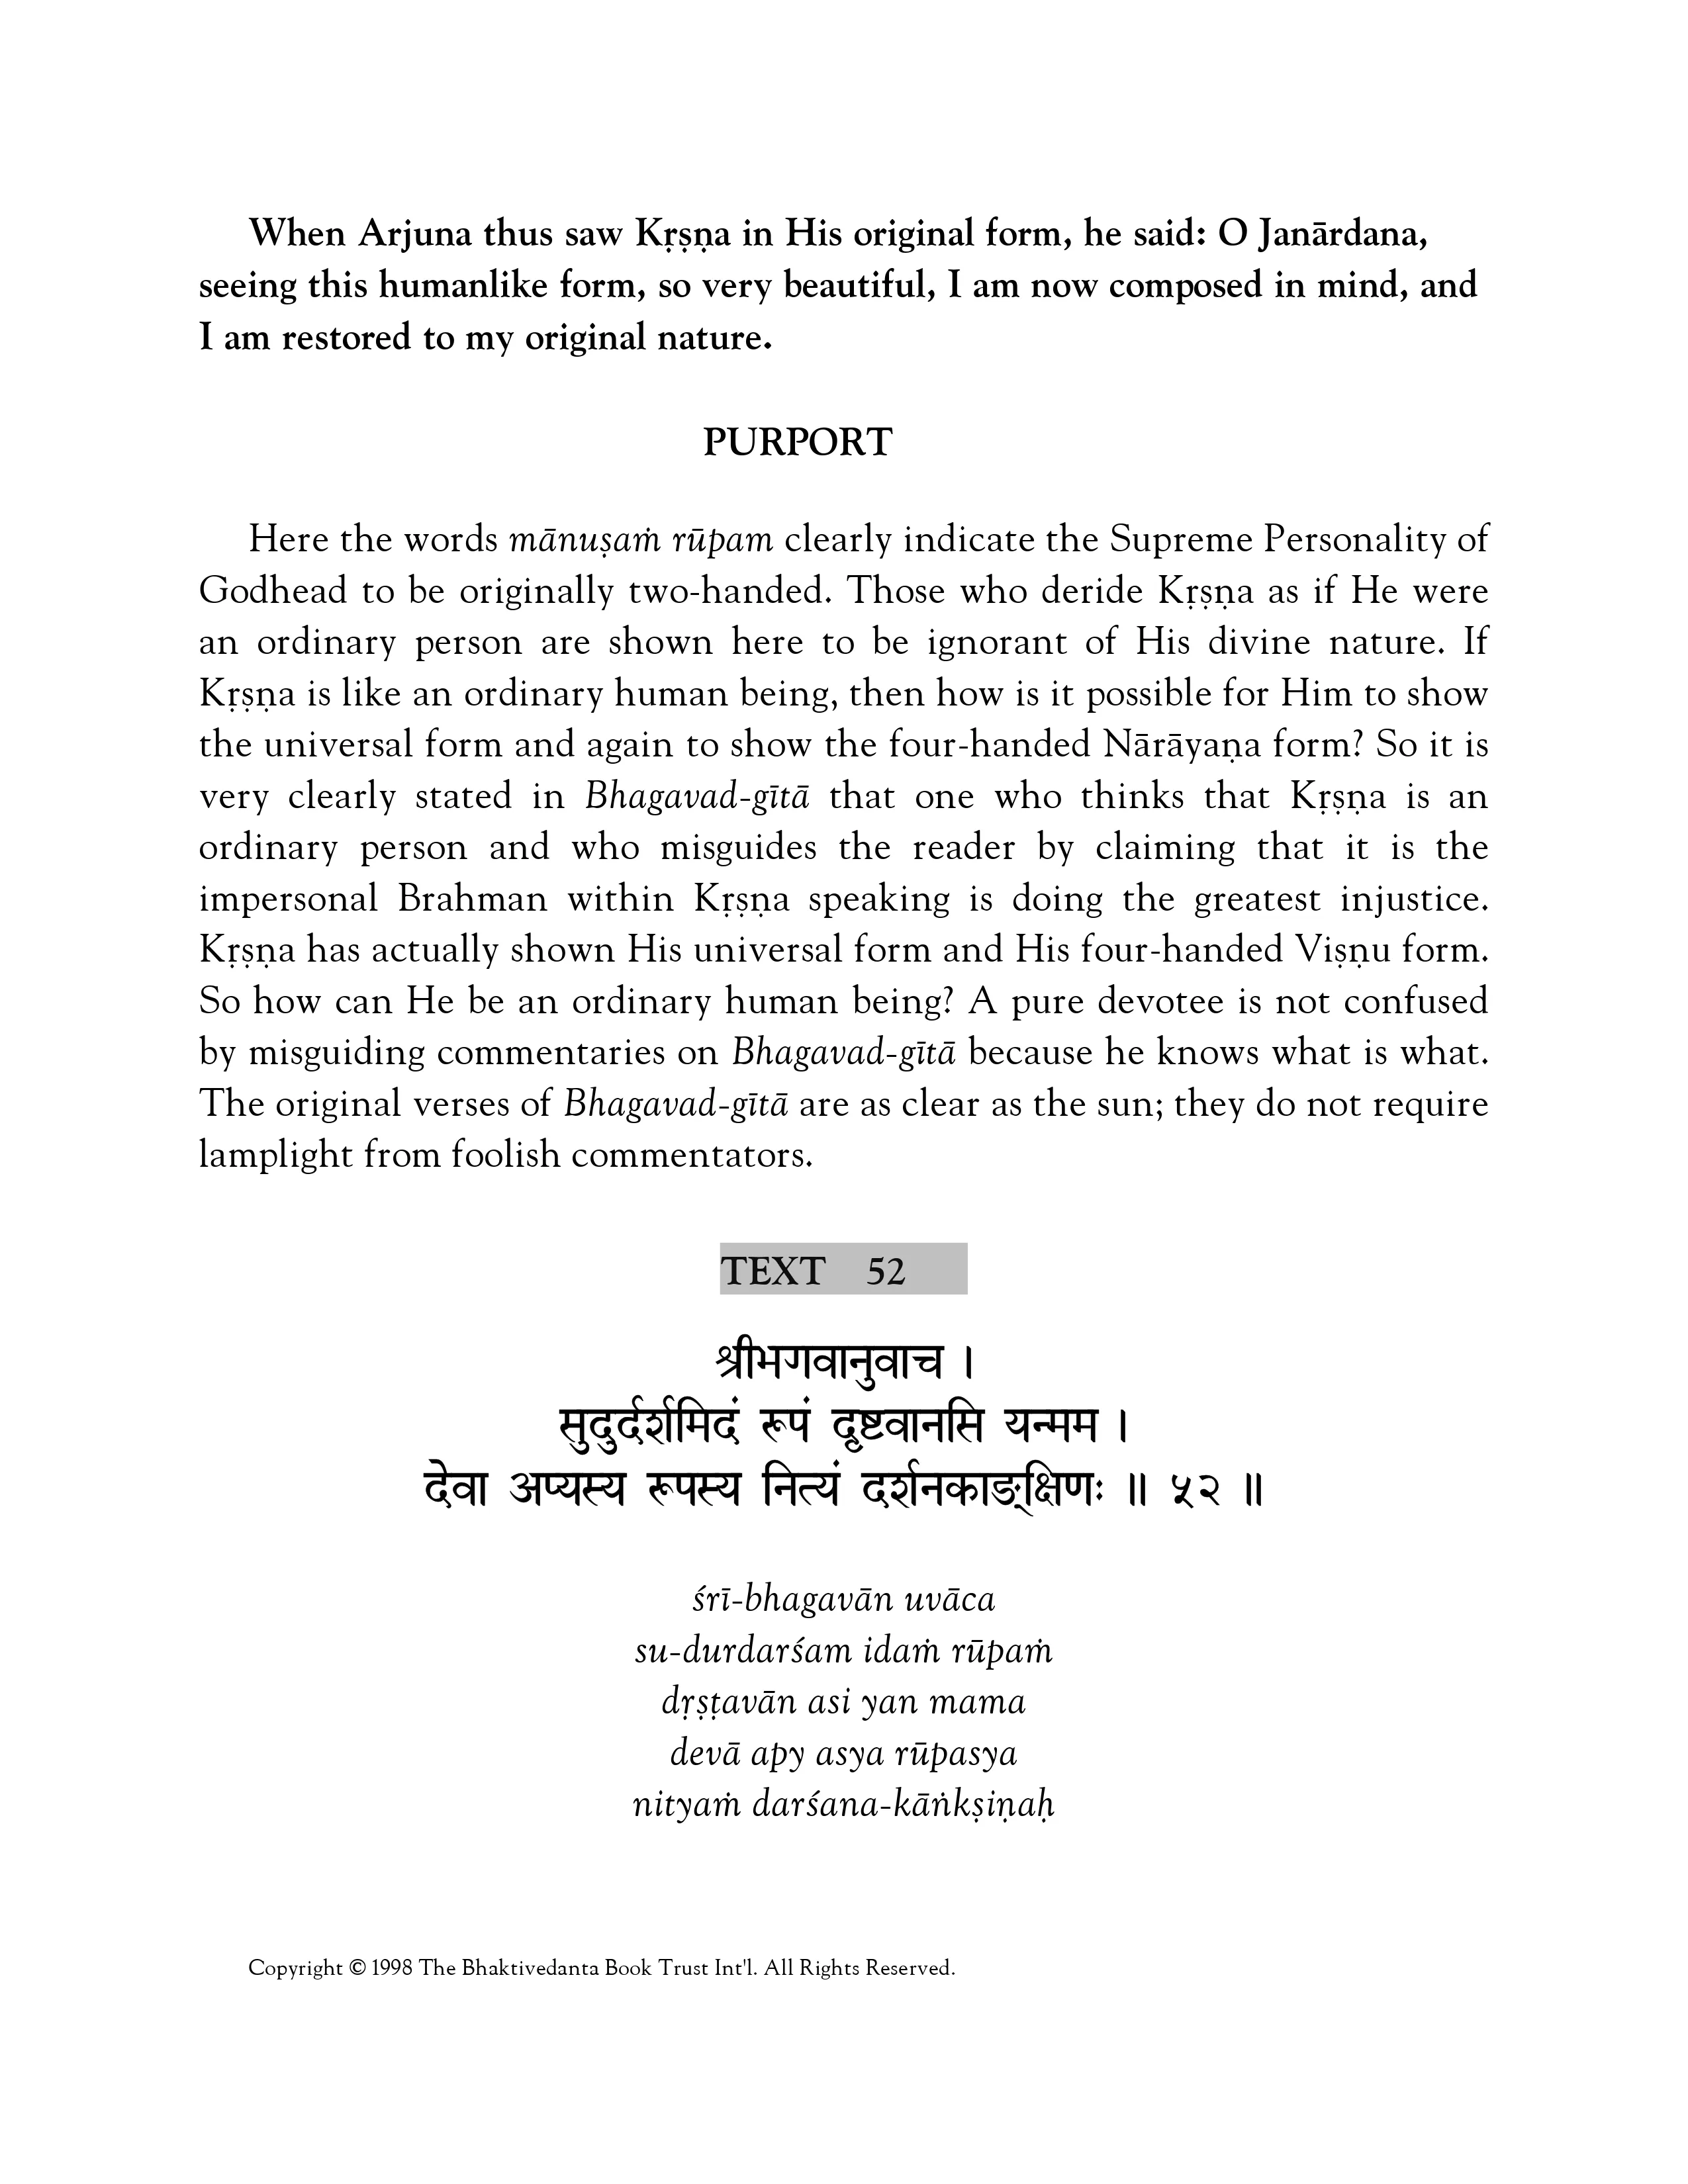 When Arjuna thus saw Kṛṣṇa in His original form, he said: O Janārdana,
seeing this humanlike form, so very beautiful, I am now composed in mind, and
I am restored to my original nature.
PURPORT
Here the words mānuṣaṁ rūpam clearly indicate the Supreme Personality of
Godhead to be originally two-handed. Those who deride Kṛṣṇa as if He were
an ordinary person are shown here to be ignorant of His divine nature. If
Kṛṣṇa is like an ordinary human being, then how is it possible for Him to show
the universal form and again to show the four-handed Nārāyaṇa form? So it is
very clearly stated in Bhagavad-gītā that one who thinks that Kṛṣṇa is an
ordinary person and who misguides the reader by claiming that it is the
impersonal Brahman within Kṛṣṇa speaking is doing the greatest injustice.
Kṛṣṇa has actually shown His universal form and His four-handed Viṣṇu form.
So how can He be an ordinary human being? A pure devotee is not confused
by misguiding commentaries on Bhagavad-gītā because he knows what is what.
The original verses of Bhagavad-gītā are as clear as the sun; they do not require
lamplight from foolish commentators.
TEXT 52
श्रीभगवानुवाच ।
सुदुर्दर्शमिदं रूपं दृष्टवानसि यन्मम ।
देवा अप्यस्य रूपस्य नित्यं दर्शनकाङ्क्षिणः ॥ ५२ ॥
śrī-bhagavān uvāca
su-durdarśam idaṁ rūpaṁ
dṛṣṭavān asi yan mama
devā apy asya rūpasya
nityaṁ darśana-kāṅkṣiṇaḥ
Copyright © 1998 The Bhaktivedanta Book Trust Int'l. All Rights Reserved.